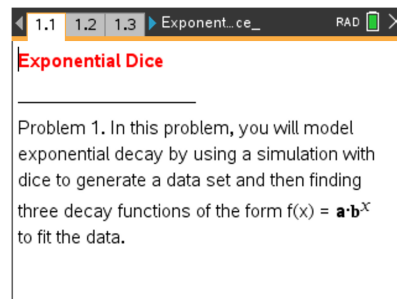 1.1 1.2 1.3 Exponent...ce_ RAD
Exponential Dice
Problem 1. In this problem, you will model
exponential decay by using a simulation with
dice to generate a data set and then finding
three decay functions of the form f(x) = a·bˣ
to fit the data.